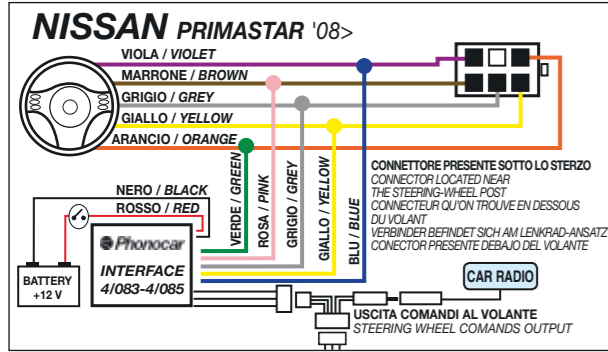 NISSAN PRIMASTAR '08>
VIOLA / VIOLET
MARRONE / BROWN
GRIGIO / GREY
GIALLO / YELLOW
ARANCIO / ORANGE
NERO / BLACK
ROSSO / RED
VERDE / GREEN
ROSA / PINK
GRIGIO / GREY
GIALLO / YELLOW
BLU / BLUE
CONNETTORE PRESENTE SOTTO LO STERZO
CONNECTOR LOCATED NEAR
THE STEERING-WHEEL POST
CONNECTEUR QU'ON TROUVE EN DESSOUS
DU VOLANT
VERBINDER BEFINDET SICH AM LENKRAD-ANSATZ
CONECTOR PRESENTE DEBAJO DEL VOLANTE
Phonocar
INTERFACE
4/083-4/085
BATTERY
+12 V
CAR RADIO
USCITA COMANDI AL VOLANTE
STEERING WHEEL COMANDS OUTPUT